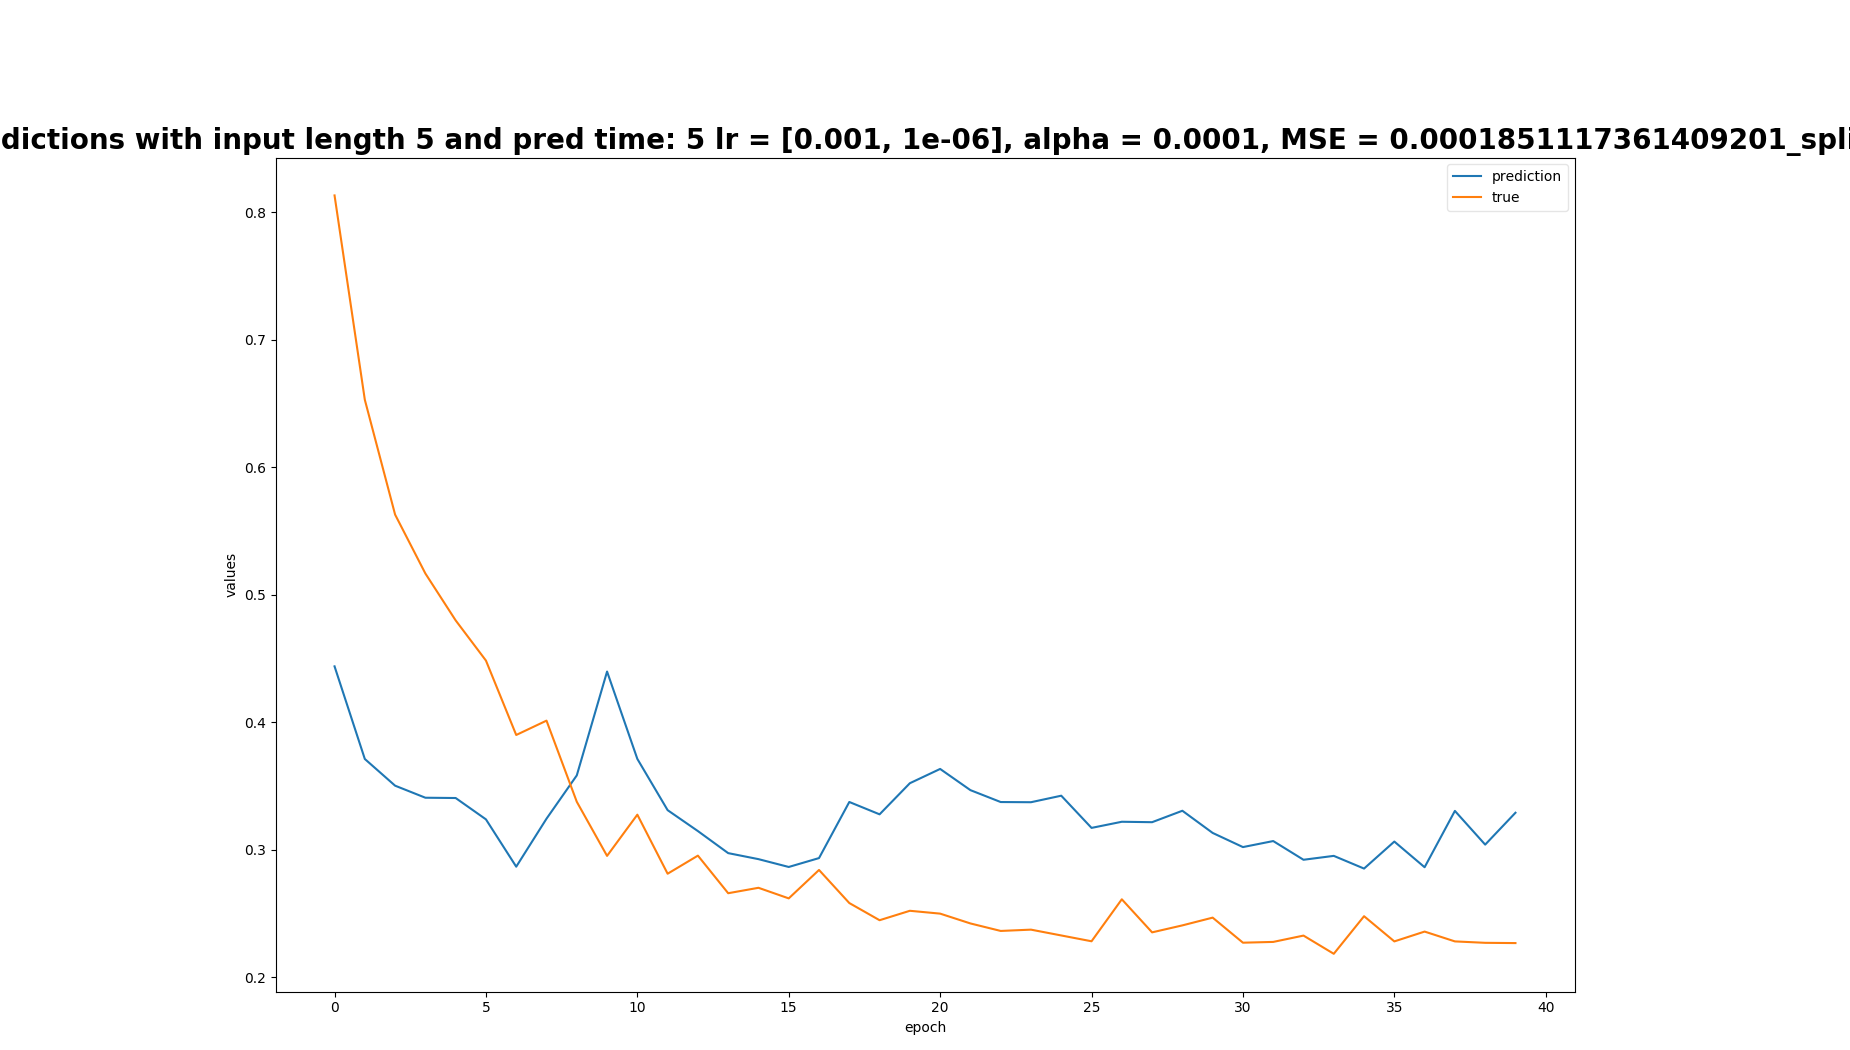 dictions with input length 5 and pred time: 5 lr = [0.001, 1e-06], alpha = 0.0001, MSE = 0.0001851117361409201_spli
prediction
true
0.8
0.7
0.6
0.5
0.4
0.3
0.2
values
0 5 10 15 20 25 30 35 40
epoch